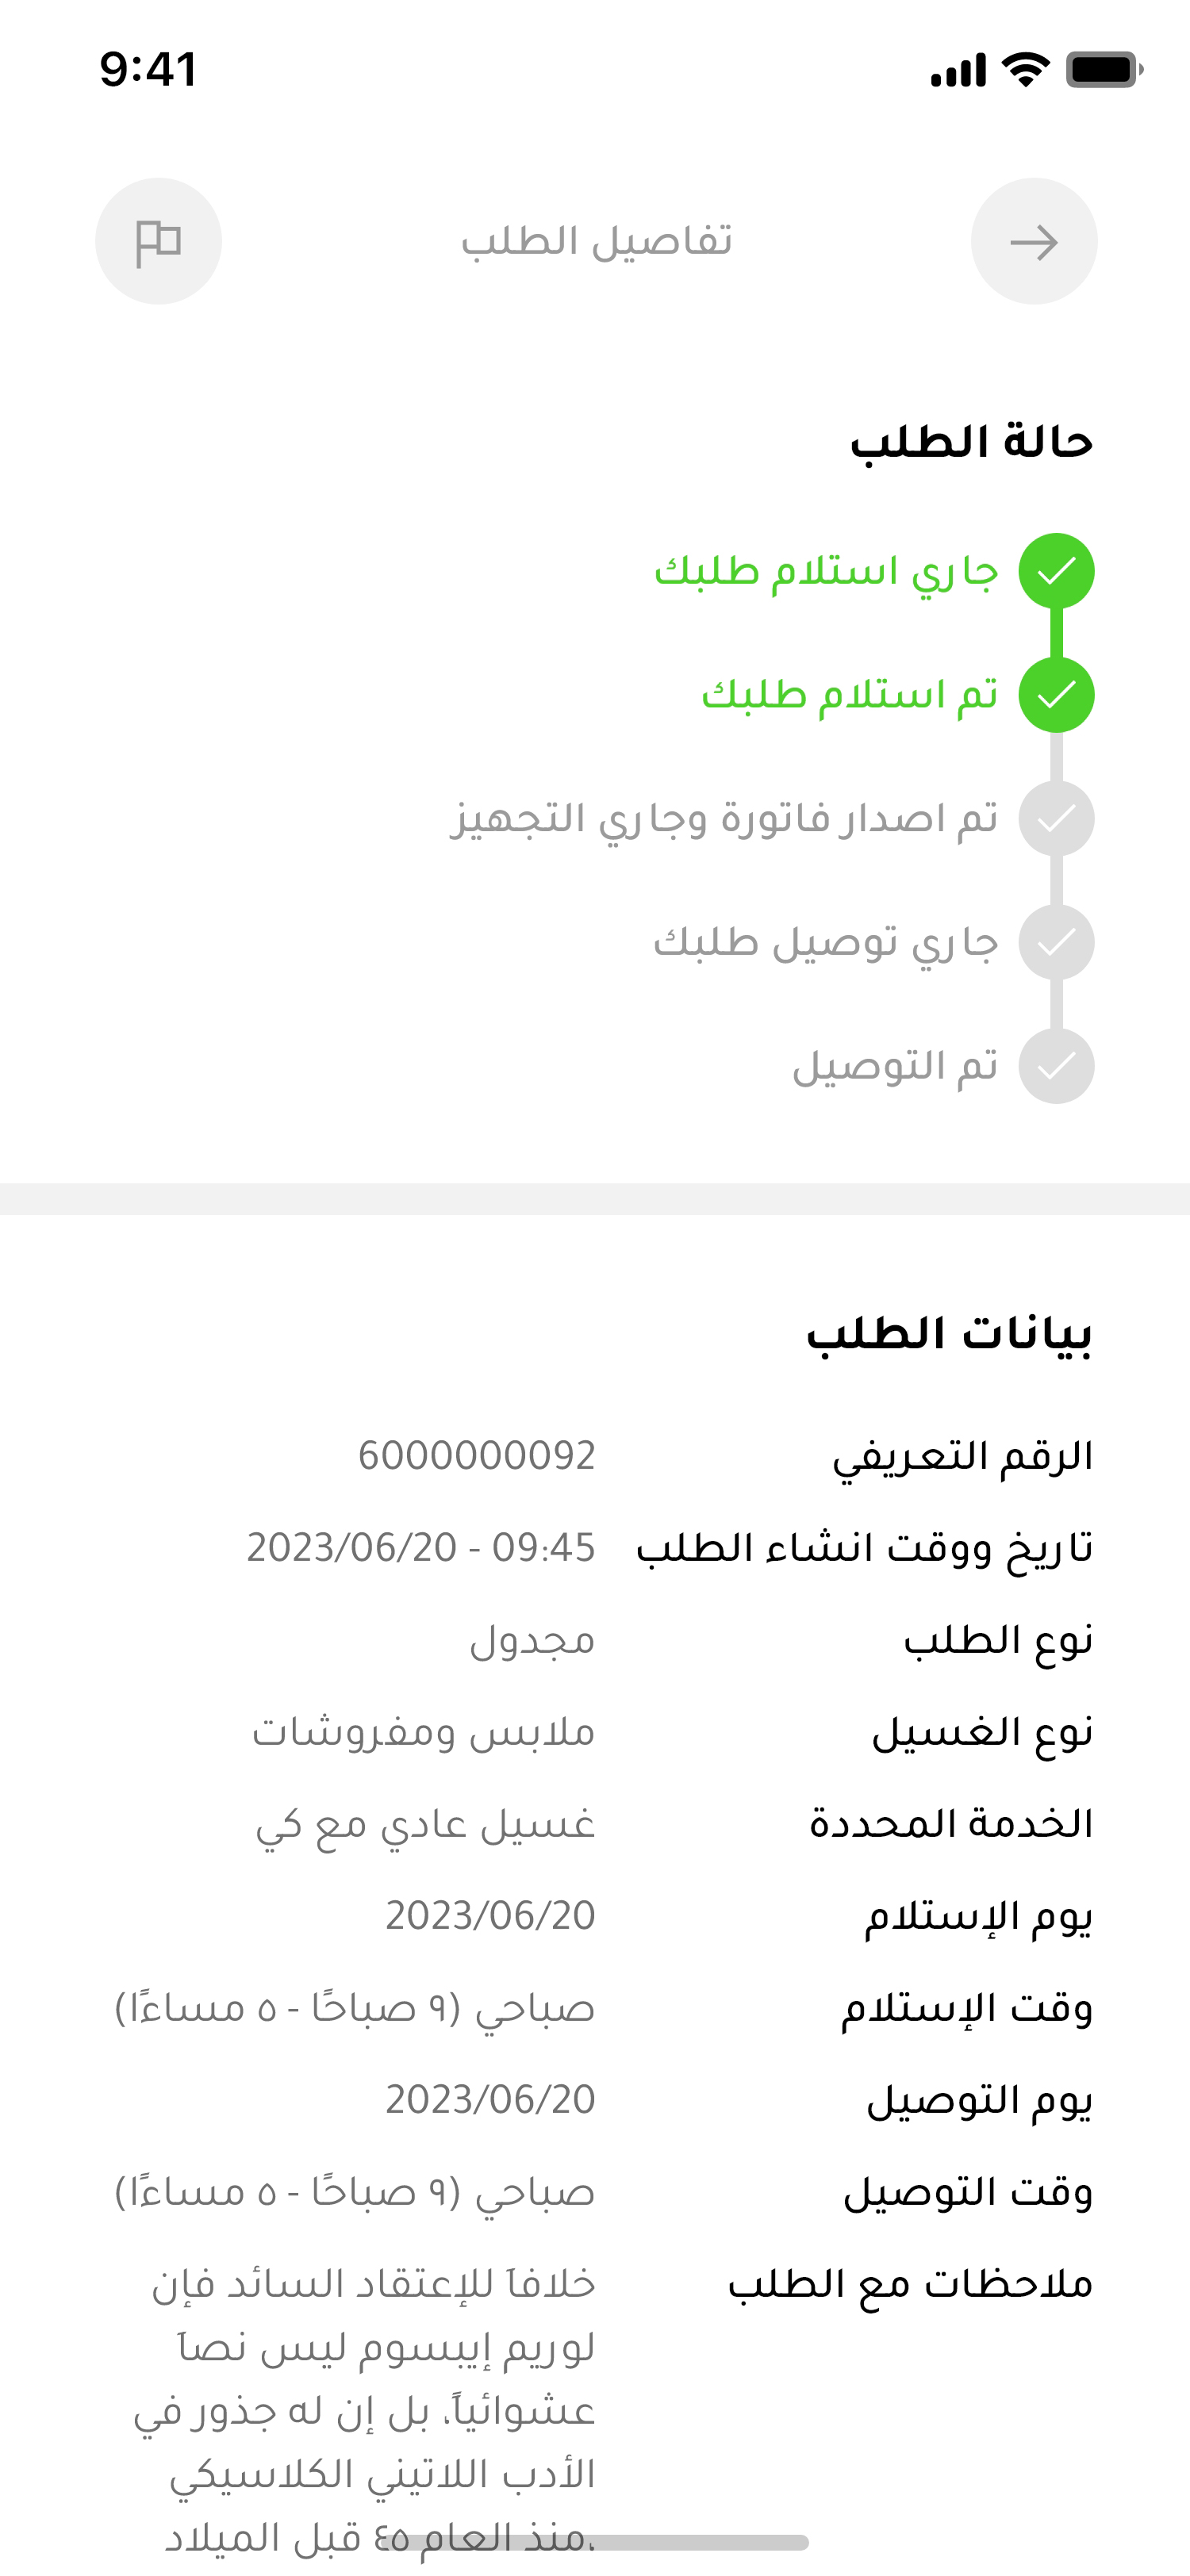 9:41
تفاصيل الطلب
حالة الطلب
جاري استلام طلبك
تم استلام طلبك
تم اصدار فاتورة وجاري التجهيز
جاري توصيل طلبك
تم التوصيل
بيانات الطلب
الرقم التعريفي 6000000092
تاريخ ووقت انشاء الطلب 2023/06/20 - 09:45
نوع الطلب مجدول
نوع الغسيل ملابس ومفروشات
الخدمة المحددة غسيل عادي مع كي
يوم الإستلام 2023/06/20
وقت الإستلام صباحي (٩ صباحًا - ٥ مساءًا)
يوم التوصيل 2023/06/20
وقت التوصيل صباحي (٩ صباحًا - ٥ مساءًا)
ملاحظات مع الطلب خلافاَ للإعتقاد السائد فإن
لوريم إيبسوم ليس نصاَ
عشوائياً، بل إن له جذور في
الأدب اللاتيني الكلاسيكي
،منذ العام ٤٥ قبل الميلاد